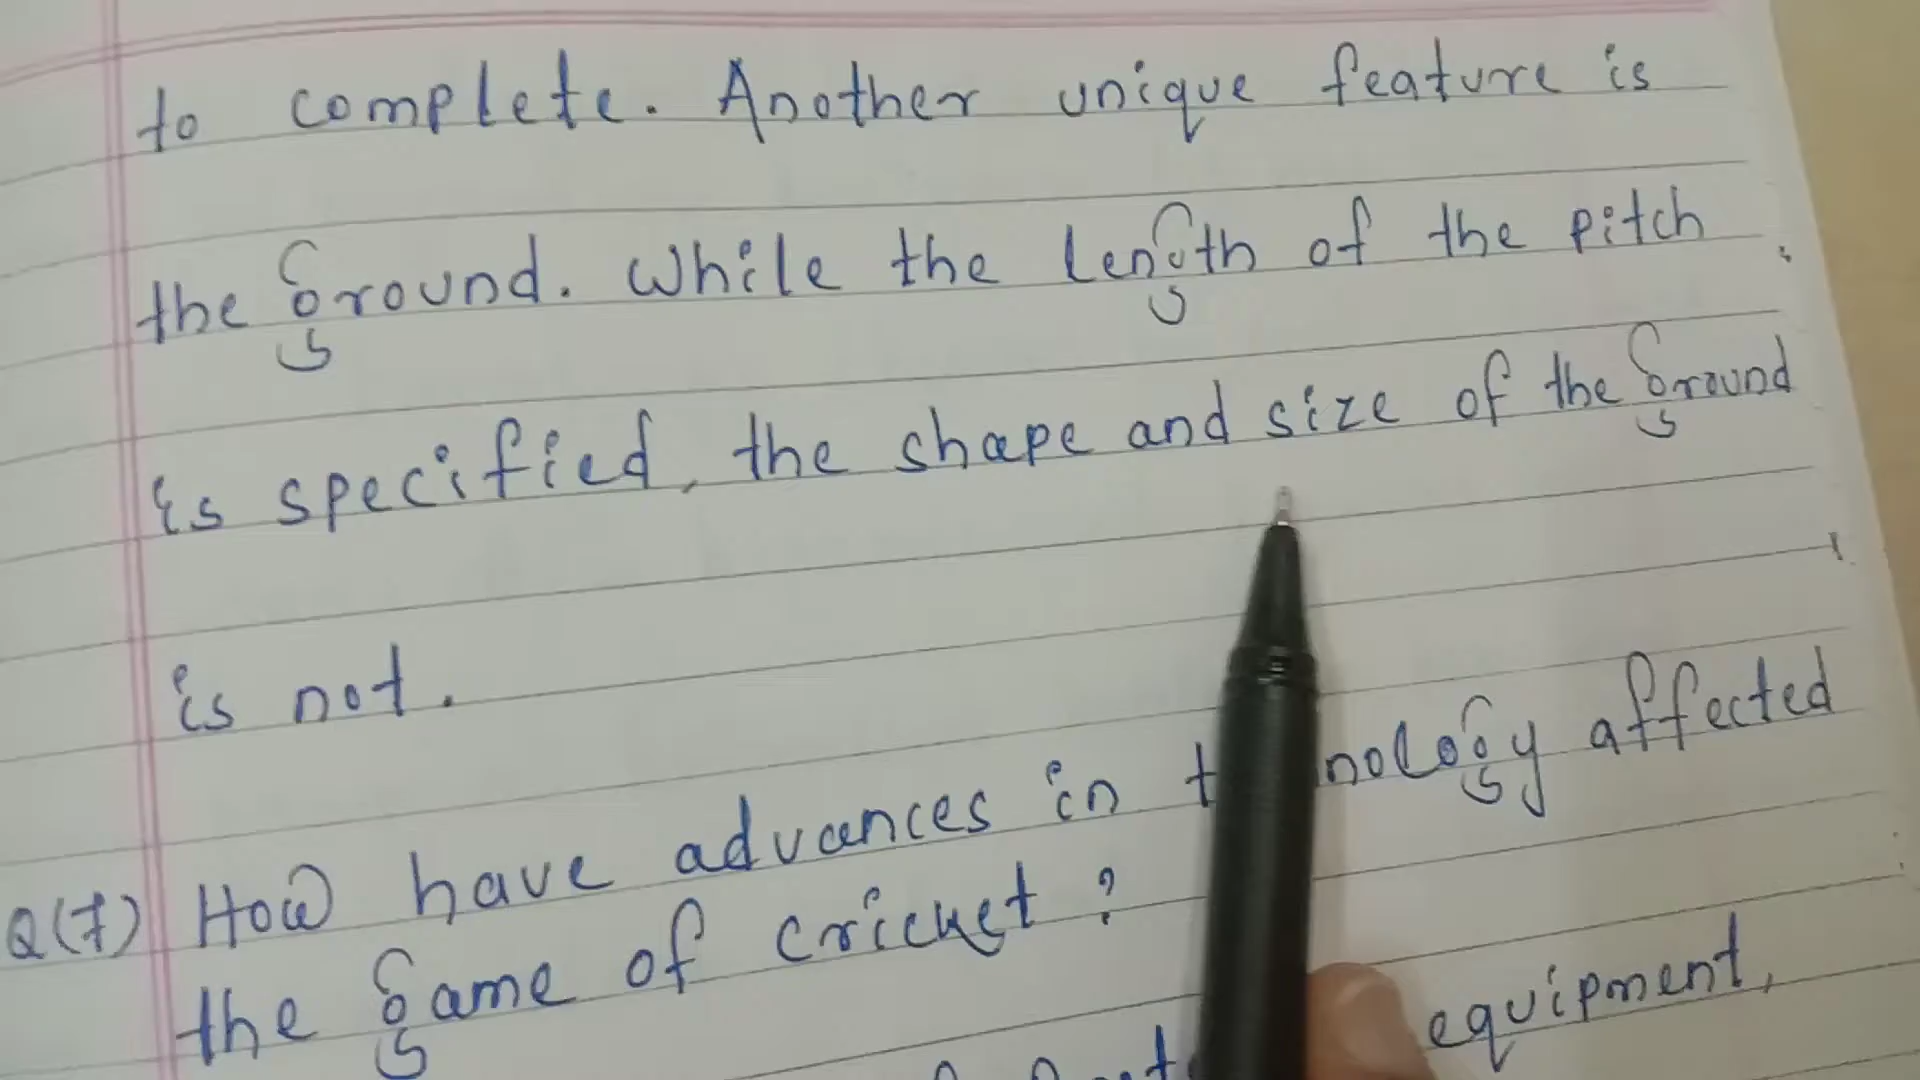 to complete. Another unique feature is
the ground. While the length of the pitch
is specified, the shape and size of the ground
is not.
Q(7) How have advances in technology affected
the game of cricket ?
equipment,